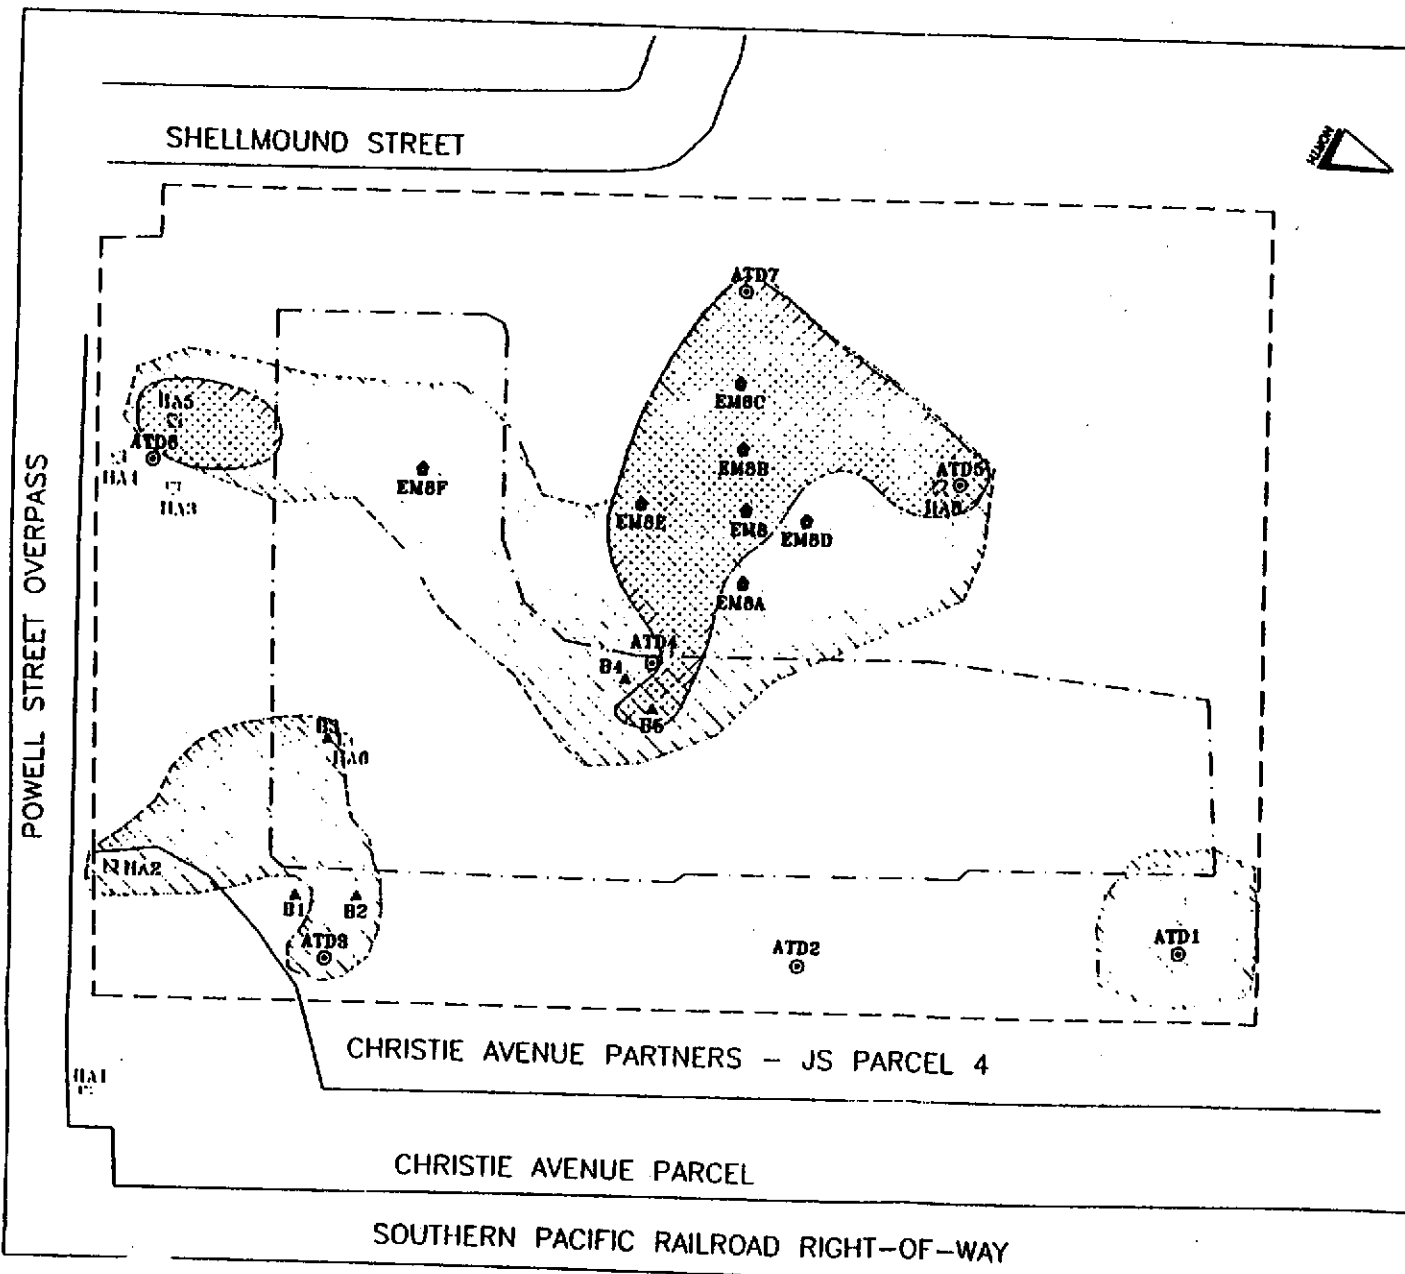 SHELLMOUND STREET
NORTH
ATD7
EM8C
HA5
ATD6
HA4
HA3
EM8F
EM8B
ATD5
EM8E
EM8
EM8D
EM8A
ATD4
B4
B5
B3
HA6
POWELL STREET OVERPASS
HA2
B1
B2
ATD3
ATD2
ATD1
CHRISTIE AVENUE PARTNERS - JS PARCEL 4
HA1
CHRISTIE AVENUE PARCEL
SOUTHERN PACIFIC RAILROAD RIGHT-OF-WAY